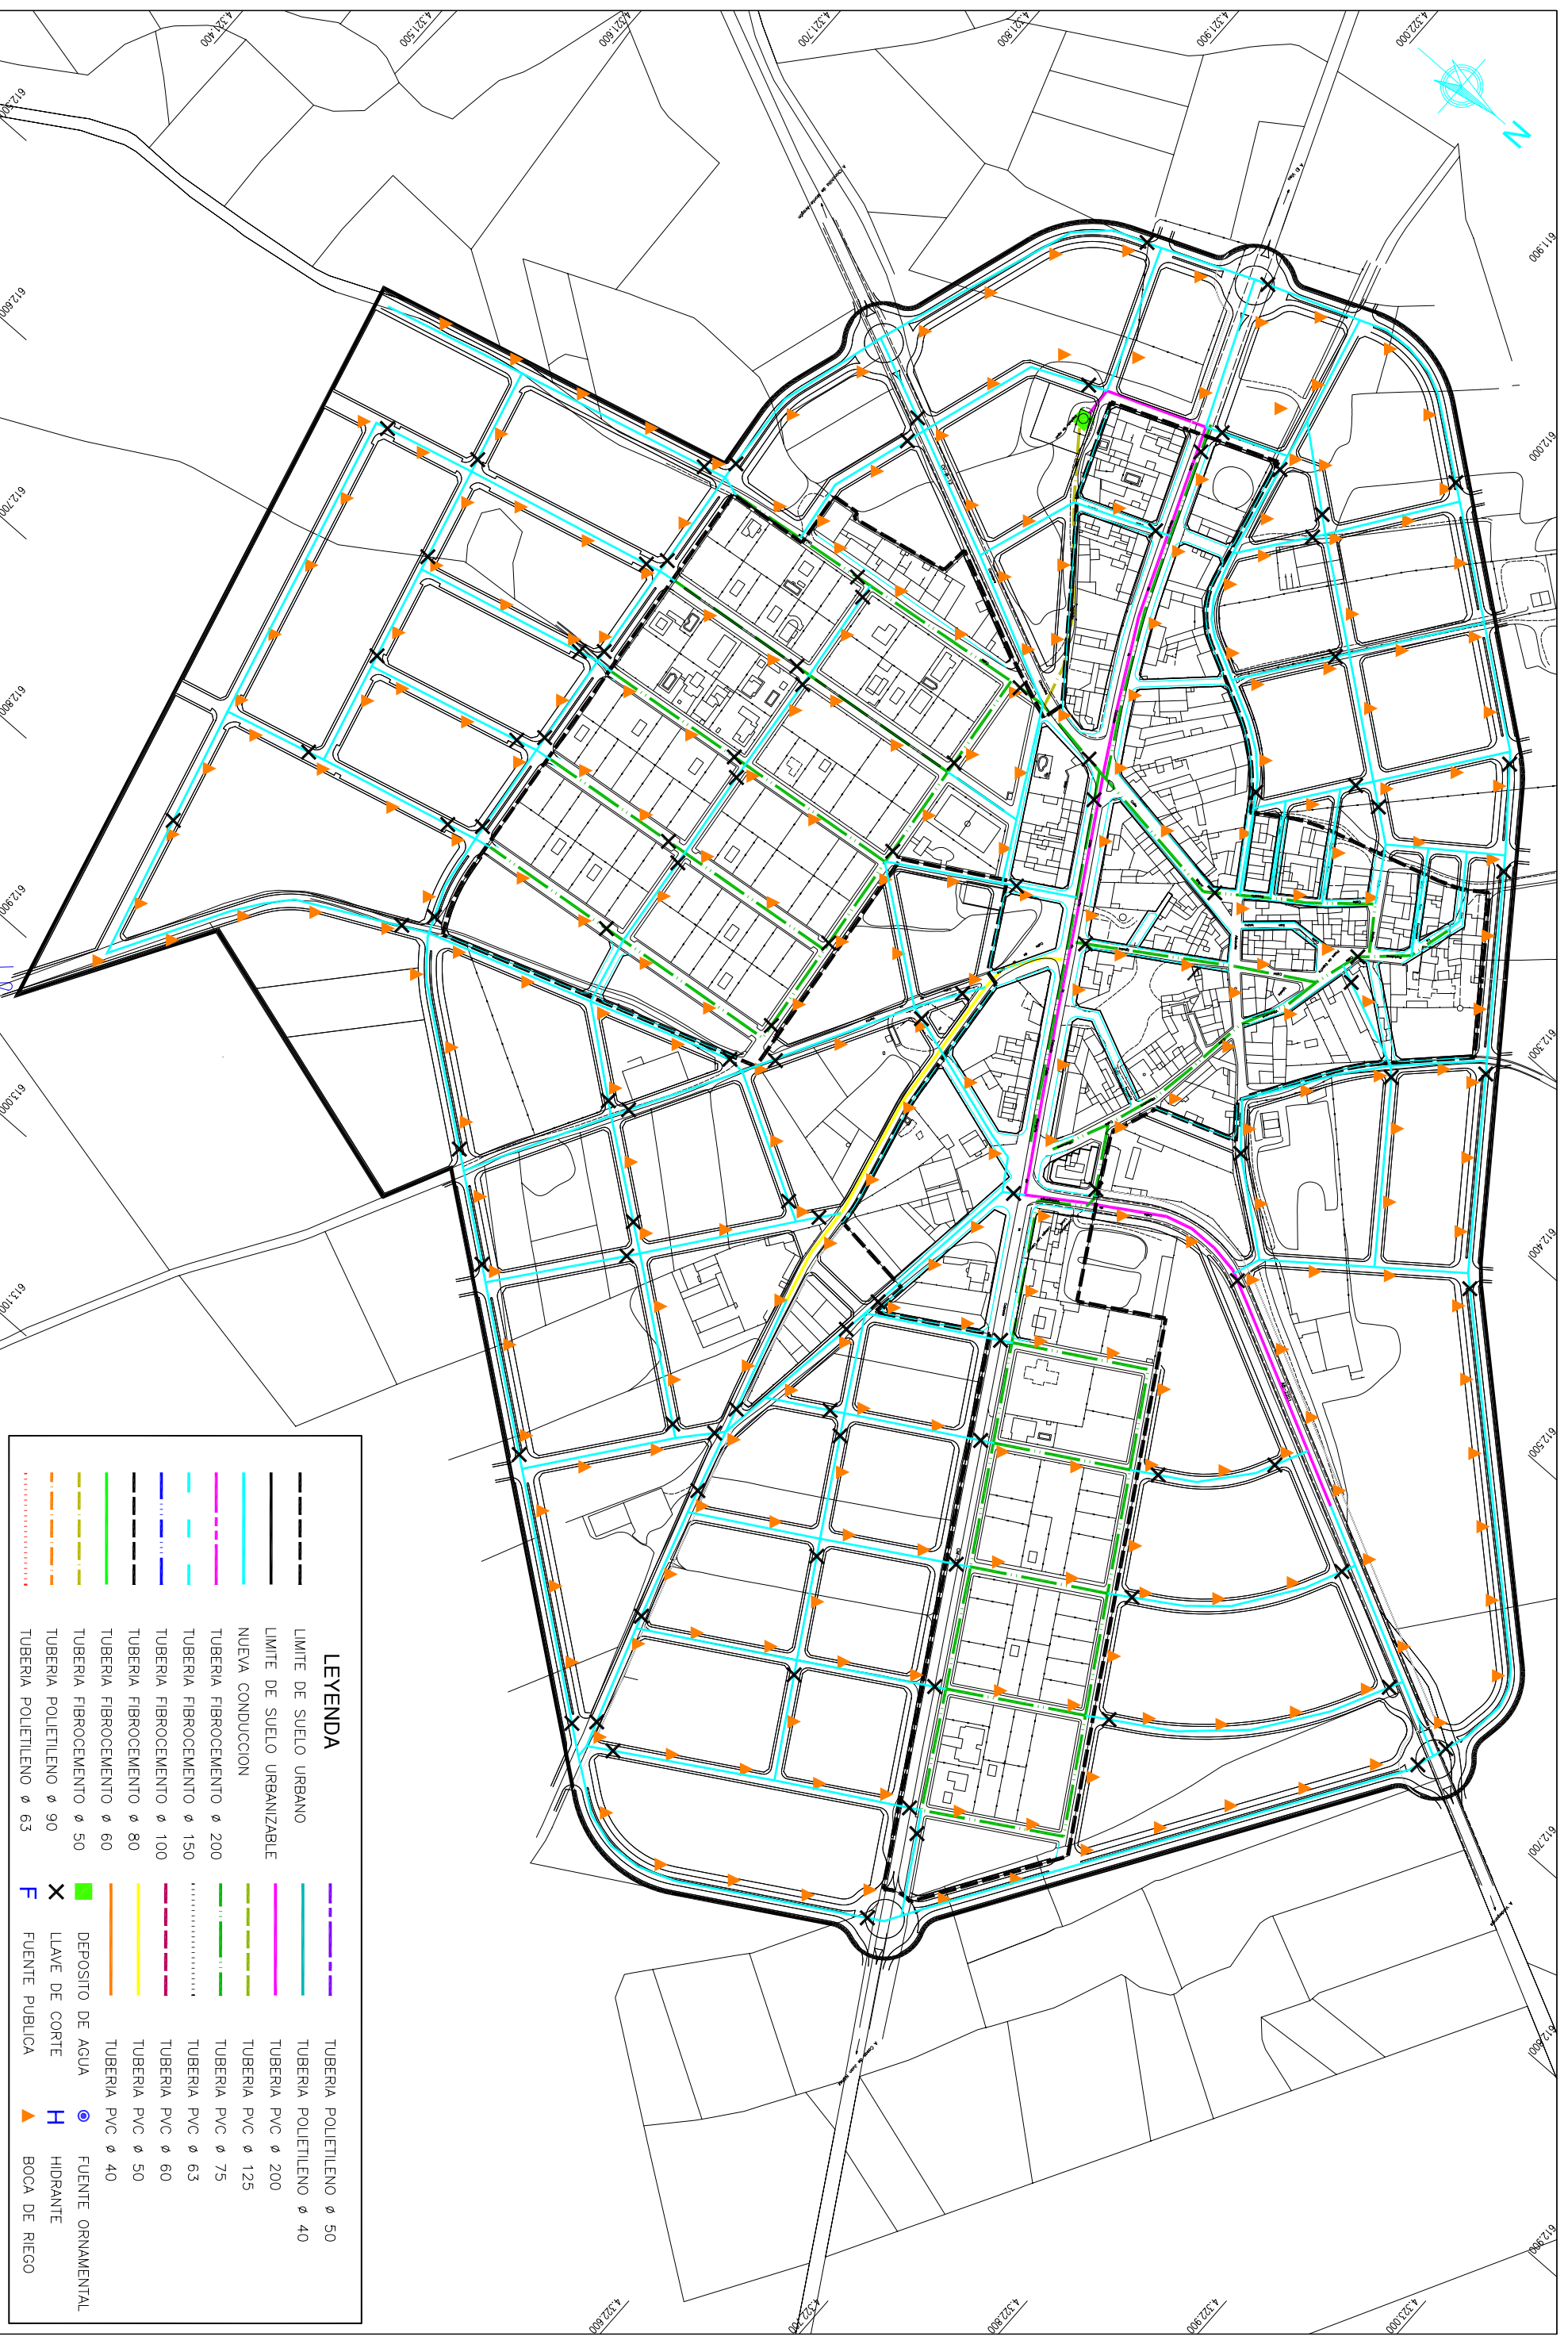 4.321.400
4.321.500
4.321.600
4.321.700
4.321.800
4.321.900
4.322.000
N
611.900
612.000
612.300
612.400
612.500
612.700
612.800
612.900
612.500
612.600
612.700
612.800
612.900
613.000
613.100
4.322.600
4.322.700
4.322.800
4.322.900
4.323.000
A El Viso
LEYENDA
LIMITE DE SUELO URBANO
LIMITE DE SUELO URBANIZABLE
NUEVA CONDUCCION
TUBERIA FIBROCEMENTO ø 200
TUBERIA FIBROCEMENTO ø 150
TUBERIA FIBROCEMENTO ø 100
TUBERIA FIBROCEMENTO ø 80
TUBERIA FIBROCEMENTO ø 60
TUBERIA FIBROCEMENTO ø 50
TUBERIA POLIETILENO ø 90
TUBERIA POLIETILENO ø 63
TUBERIA POLIETILENO ø 50
TUBERIA POLIETILENO ø 40
TUBERIA PVC ø 200
TUBERIA PVC ø 125
TUBERIA PVC ø 75
TUBERIA PVC ø 63
TUBERIA PVC ø 60
TUBERIA PVC ø 50
TUBERIA PVC ø 40
DEPOSITO DE AGUA
LLAVE DE CORTE
F FUENTE PUBLICA
FUENTE ORNAMENTAL
H HIDRANTE
BOCA DE RIEGO